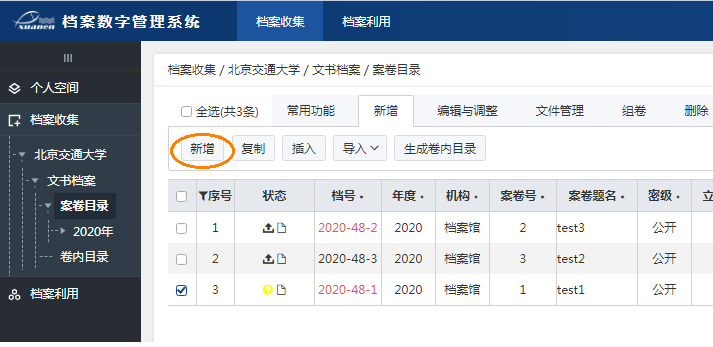 xuanen 档案数字管理系统 档案收集 档案利用
个人空间
档案收集
北京交通大学
文书档案
案卷目录
2020年
卷内目录
档案利用
档案收集 / 北京交通大学 / 文书档案 / 案卷目录
全选(共3条) 常用功能 新增 编辑与调整 文件管理 组卷 删除
新增 复制 插入 导入 生成卷内目录
序号 状态 档号 年度 机构 案卷号 案卷题名 密级 立
1 2020-48-2 2020 档案馆 2 test3 公开
2 2020-48-3 2020 档案馆 3 test2 公开
3 2020-48-1 2020 档案馆 1 test1 公开